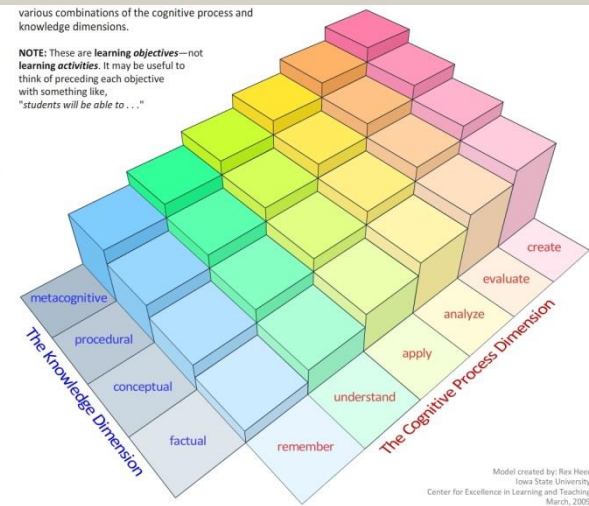 various combinations of the cognitive process and
knowledge dimensions.
NOTE: These are learning objectives—not
learning activities. It may be useful to
think of preceding each objective
with something like,
"students will be able to . . ."
metacognitive
procedural
conceptual
factual
The Knowledge Dimension
remember
understand
apply
analyze
evaluate
create
The Cognitive Process Dimension
Model created by: Rex Heer
Iowa State University
Center for Excellence in Learning and Teaching
March, 2009